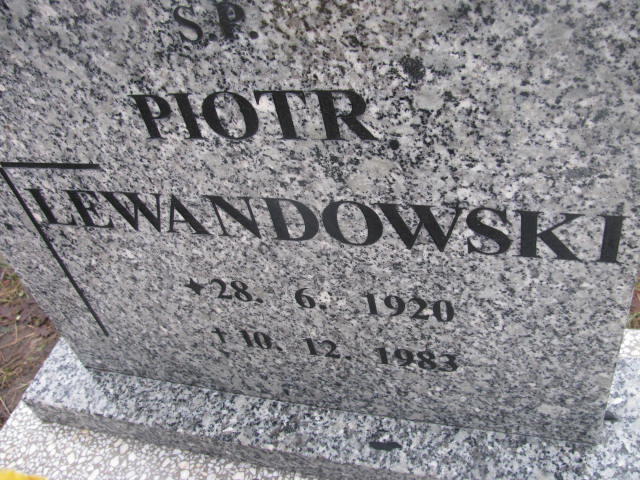 Ś.P.
PIOTR
LEWANDOWSKI
★28. 6. 1920
†10. 12. 1983